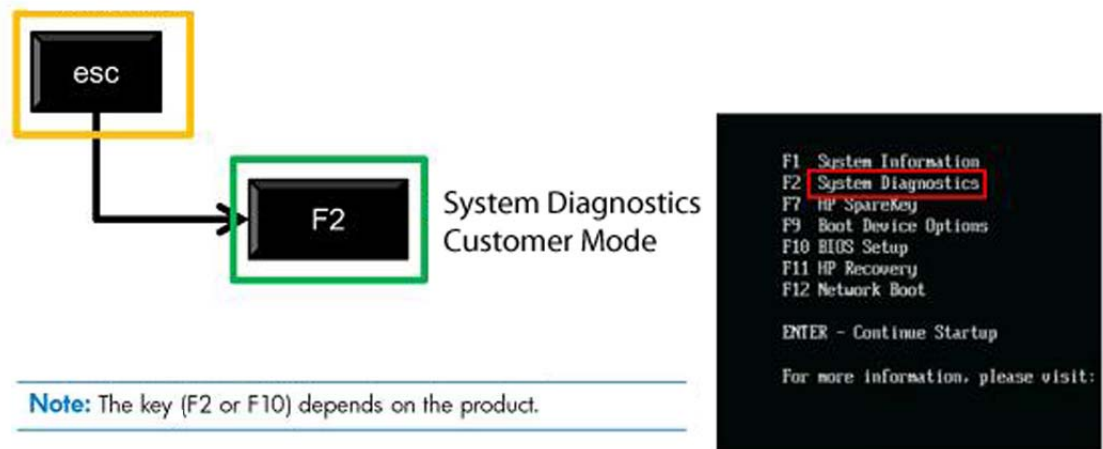 esc
F2
System Diagnostics
Customer Mode
Note: The key (F2 or F10) depends on the product.
F1 System Information
F2 System Diagnostics
F7 HP SpareKey
F9 Boot Device Options
F10 BIOS Setup
F11 HP Recovery
F12 Network Boot
ENTER - Continue Startup
For more information, please visit: